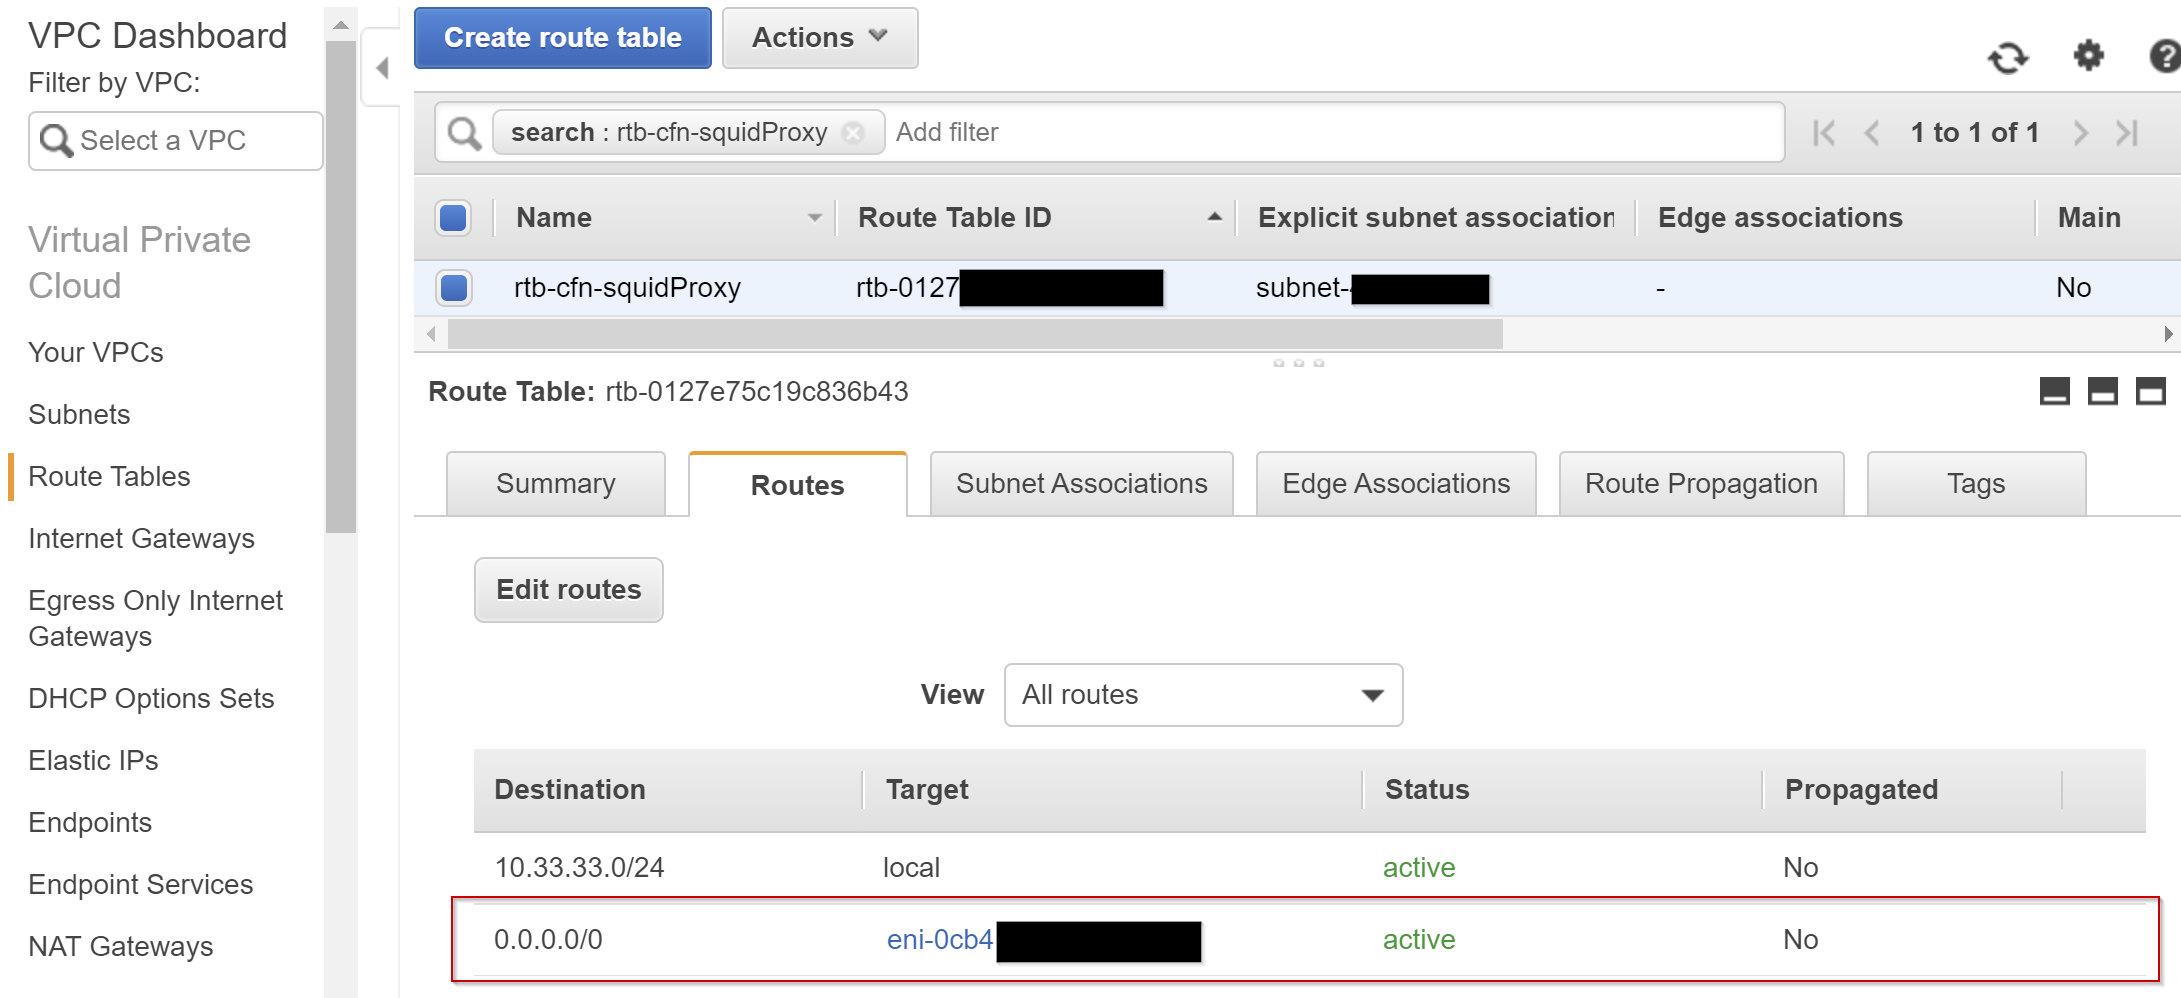 VPC Dashboard
Filter by VPC:
Select a VPC
Virtual Private
Cloud
Your VPCs
Subnets
Route Tables
Internet Gateways
Egress Only Internet
Gateways
DHCP Options Sets
Elastic IPs
Endpoints
Endpoint Services
NAT Gateways
Create route table Actions
search : rtb-cfn-squidProxy Add filter 1 to 1 of 1
Name Route Table ID Explicit subnet association Edge associations Main
rtb-cfn-squidProxy rtb-0127 subnet- - No
Route Table: rtb-0127e75c19c836b43
Summary Routes Subnet Associations Edge Associations Route Propagation Tags
Edit routes
View All routes
Destination Target Status Propagated
10.33.33.0/24 local active No
0.0.0.0/0 eni-0cb4 active No